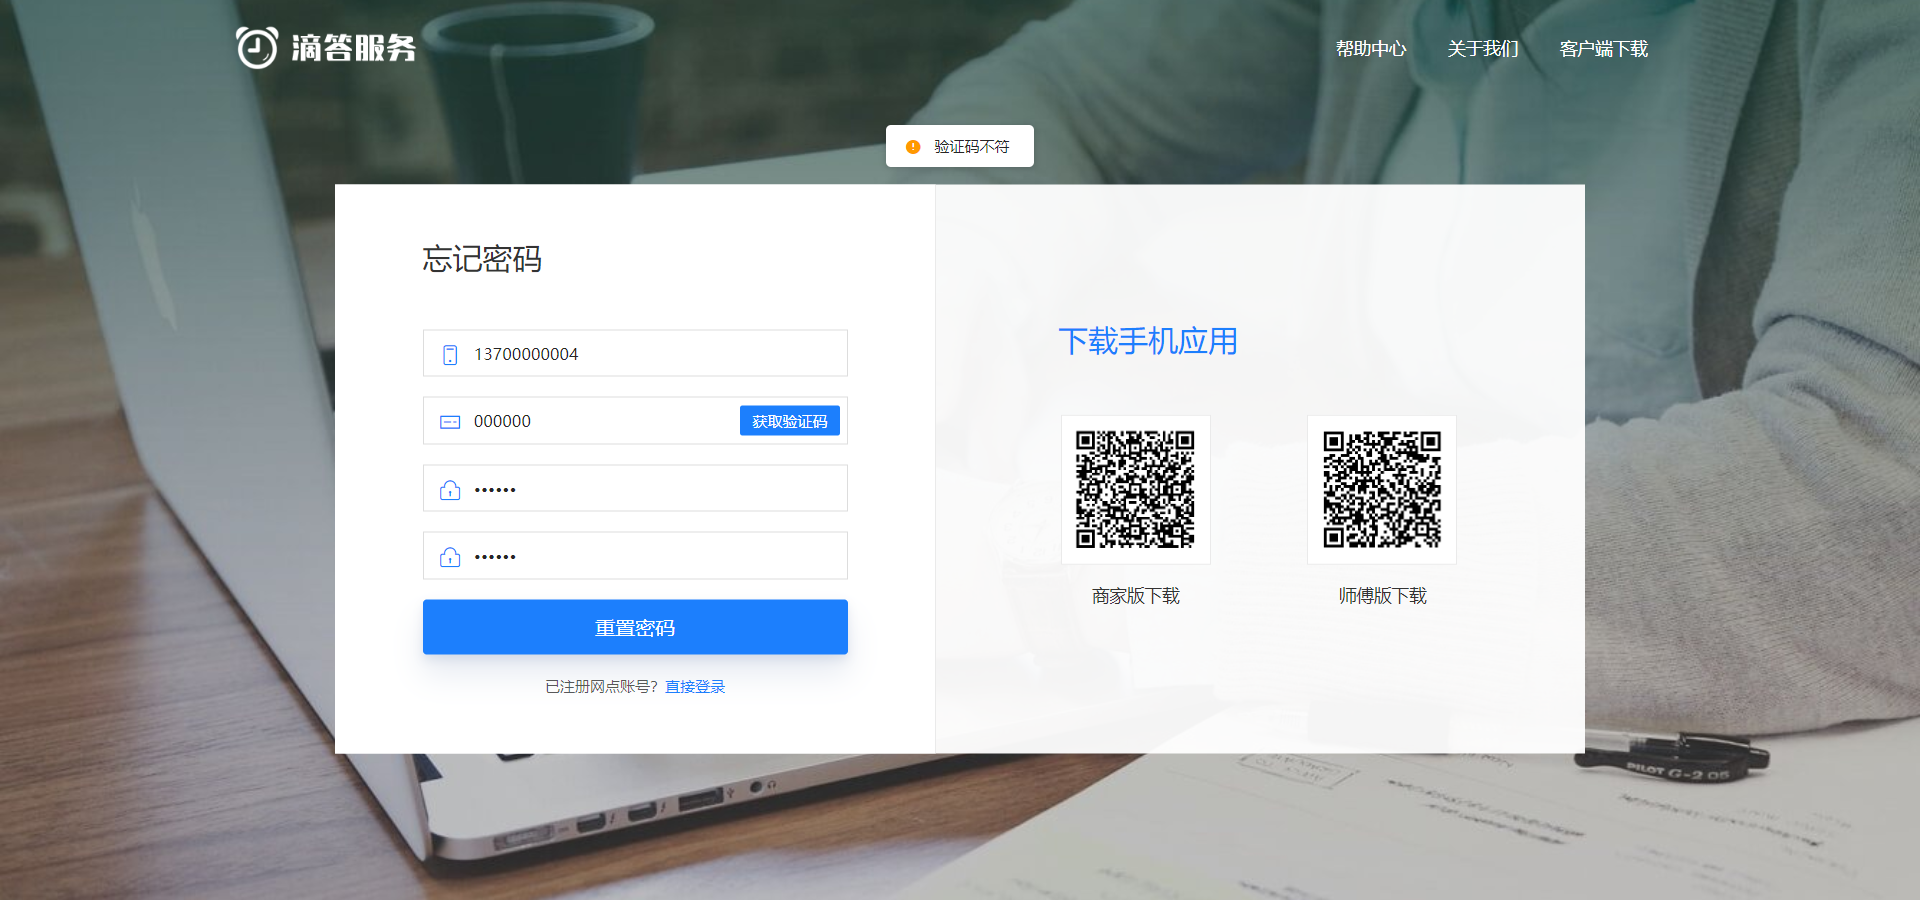 滴答服务
帮助中心 关于我们 客户端下载
验证码不符
忘记密码
13700000004
000000 获取验证码
••••••
••••••
重置密码
已注册网点账号? 直接登录
下载手机应用
商家版下载 师傅版下载
PILOT G-2 05